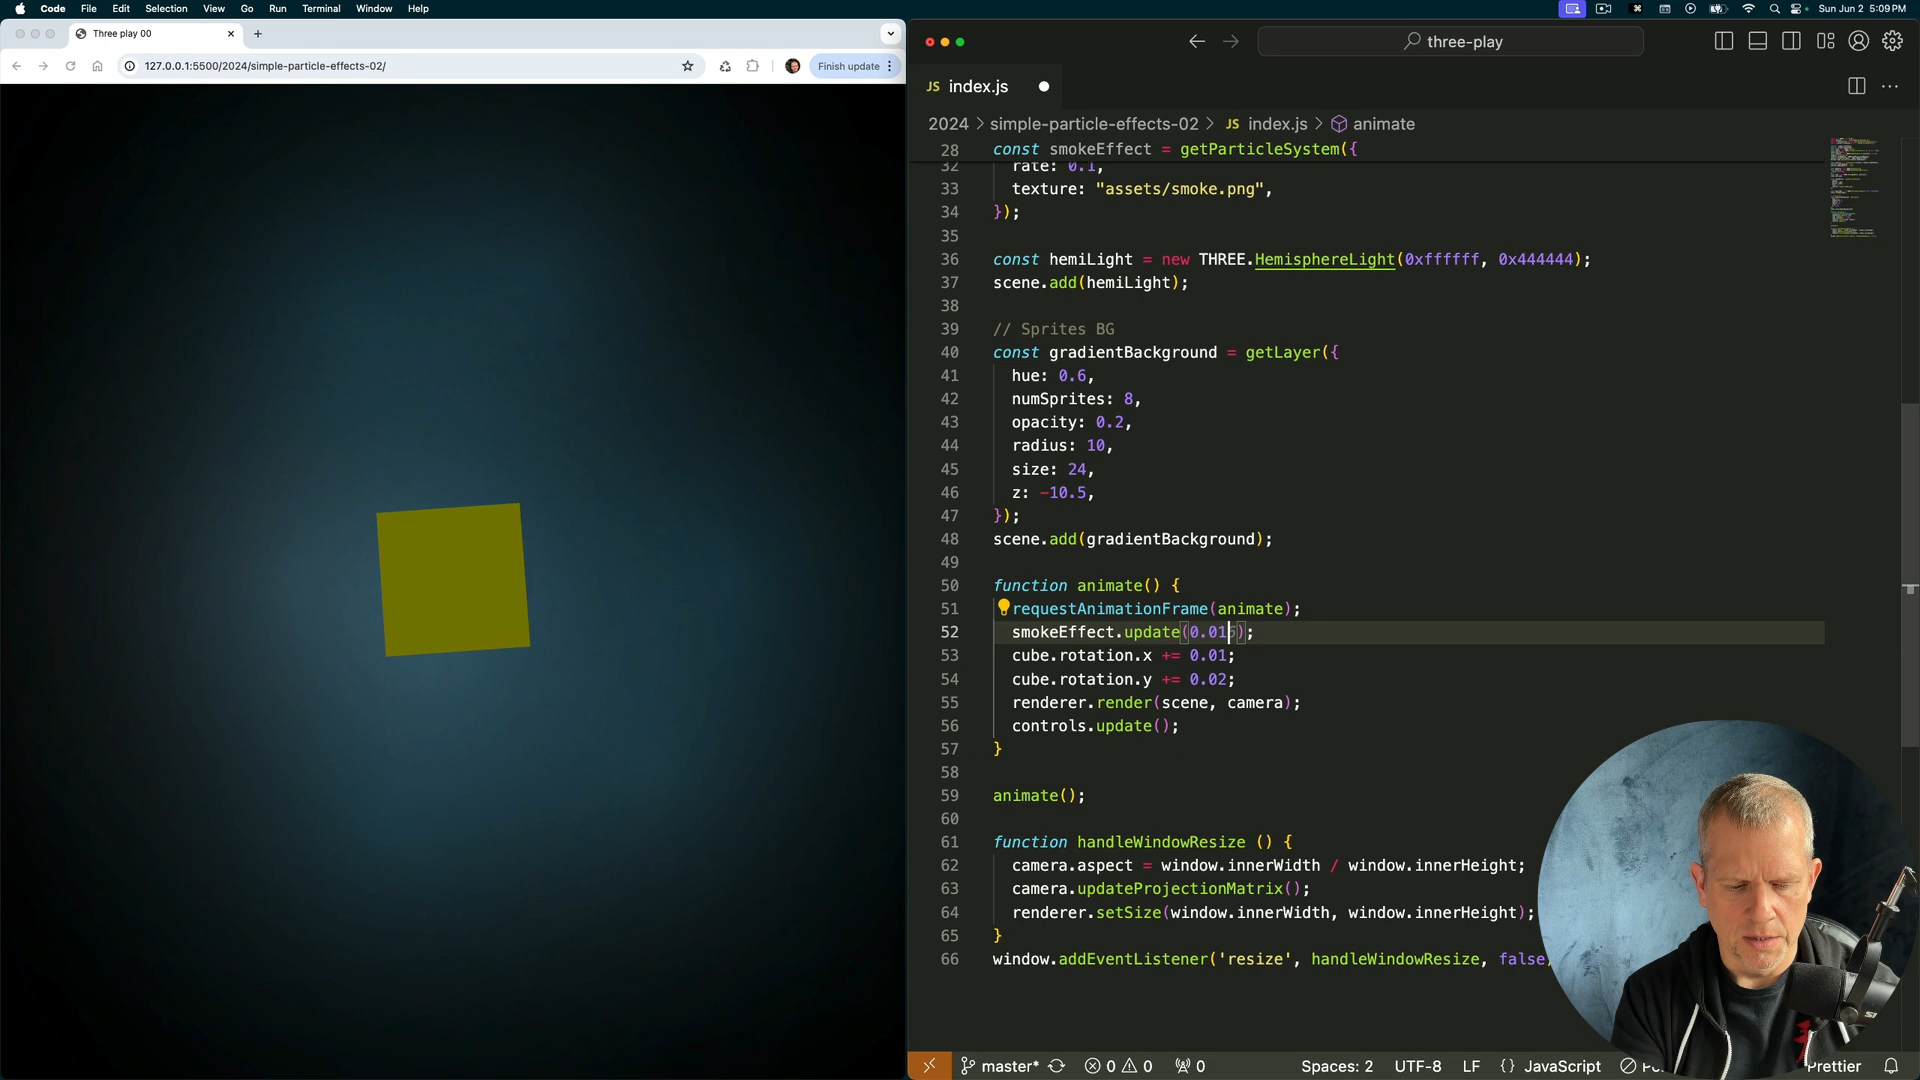 Code File Edit Selection View Go Run Terminal Window Help
Sun Jun 2 5:09 PM
Three play 00
127.0.0.1:5500/2024/simple-particle-effects-02/
Finish update
three-play
JS index.js
2024 > simple-particle-effects-02 > JS index.js > animate
28 const smokeEffect = getParticleSystem({
32 rate: 0.1,
33 texture: "assets/smoke.png",
34 });
35
36 const hemiLight = new THREE.HemisphereLight(0xffffff, 0x444444);
37 scene.add(hemiLight);
38
39 // Sprites BG
40 const gradientBackground = getLayer({
41 hue: 0.6,
42 numSprites: 8,
43 opacity: 0.2,
44 radius: 10,
45 size: 24,
46 z: -10.5,
47 });
48 scene.add(gradientBackground);
49
50 function animate() {
51 requestAnimationFrame(animate);
52 smokeEffect.update(0.016);
53 cube.rotation.x += 0.01;
54 cube.rotation.y += 0.02;
55 renderer.render(scene, camera);
56 controls.update();
57 }
58
59 animate();
60
61 function handleWindowResize () {
62 camera.aspect = window.innerWidth / window.innerHeight;
63 camera.updateProjectionMatrix();
64 renderer.setSize(window.innerWidth, window.innerHeight);
65 }
66 window.addEventListener('resize', handleWindowResize, false
master* 0 0 0 Spaces: 2 UTF-8 LF {} JavaScript Prettier